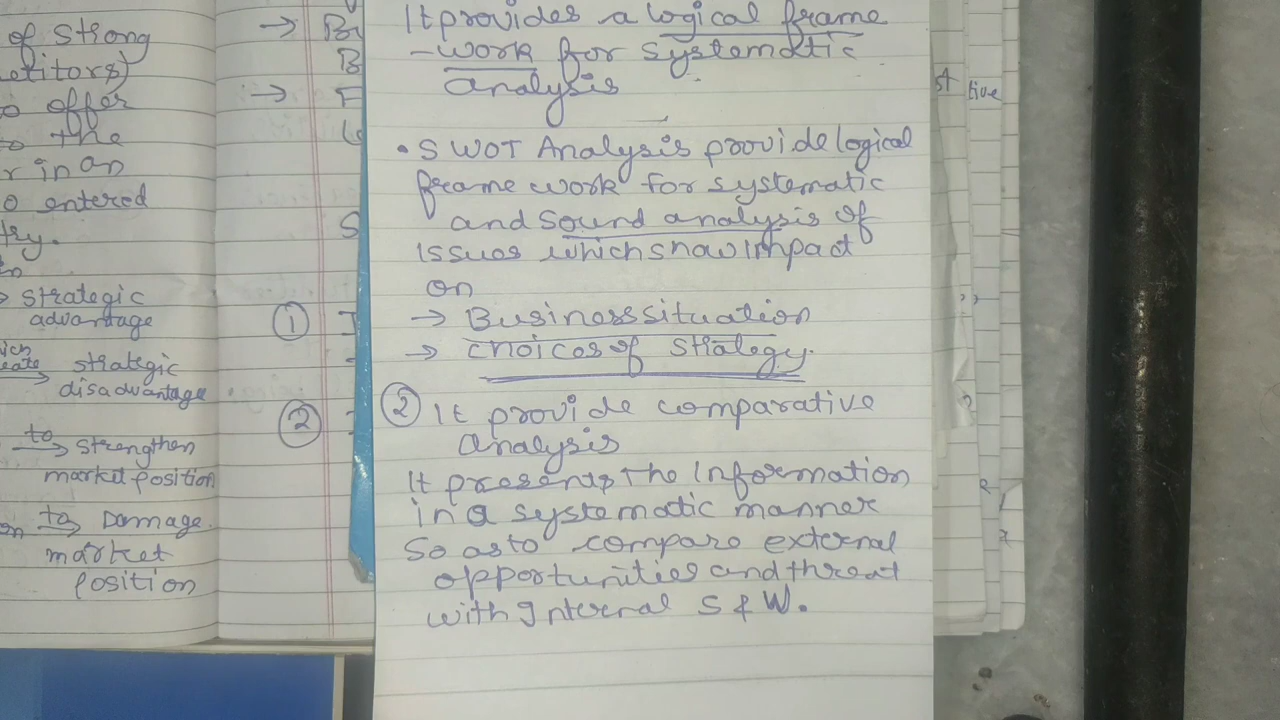 of strong
etitors)
o offer
to the
r in an
o entered
try.
strategic
advantage
strategic
disadvantage
to
strengthen
market position
to Damage.
market
position
①
②
It provides a logical frame
-work for systematic
analysis
• SWOT Analysis provide logical
frame work for systematic
and sound analysis of
issues which show impact
on
→ Business situation
→ choices of strategy.
② It provide comparative
analysis
It presents The Information
in a systematic manner
So as to compare external
opportunities and threat
with Internal S & W.
tive